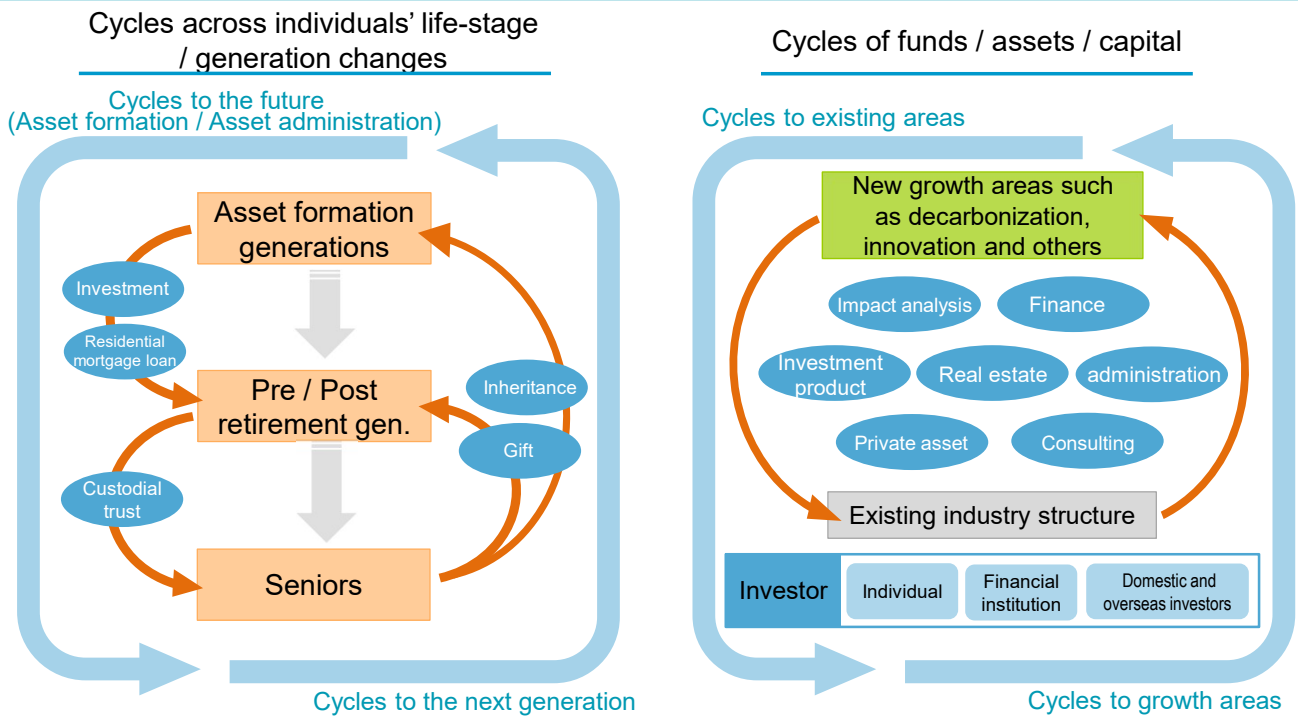 Cycles across individuals’ life-stage
/ generation changes
Cycles to the future
(Asset formation / Asset administration)
Asset formation
generations
Investment
Residential
mortgage loan
Pre / Post
retirement gen.
Inheritance
Gift
Custodial
trust
Seniors
Cycles to the next generation
Cycles of funds / assets / capital
Cycles to existing areas
New growth areas such
as decarbonization,
innovation and others
Impact analysis
Finance
Investment
product
Real estate
administration
Private asset
Consulting
Existing industry structure
Investor
Individual
Financial
institution
Domestic and
overseas investors
Cycles to growth areas